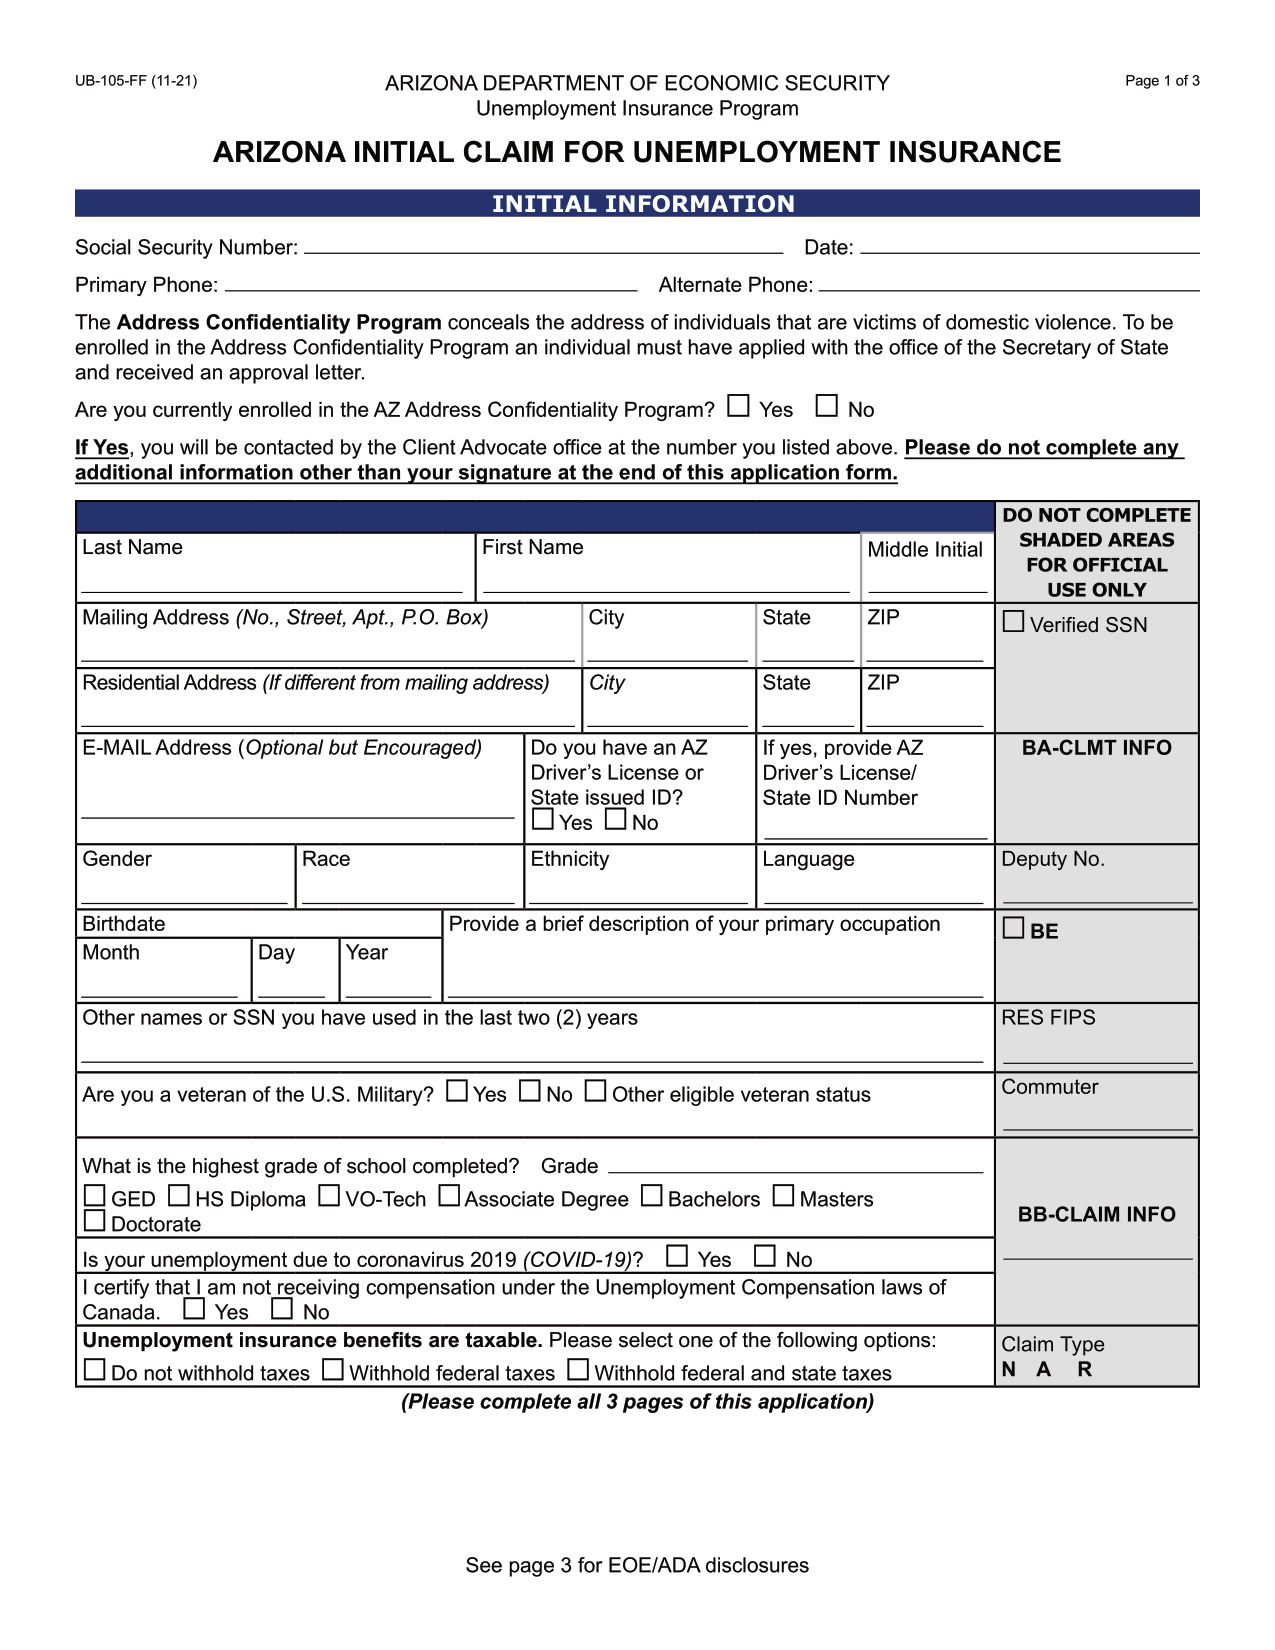 UB-105-FF (11-21)
ARIZONA DEPARTMENT OF ECONOMIC SECURITY
Page 1 of 3
Unemployment Insurance Program
ARIZONA INITIAL CLAIM FOR UNEMPLOYMENT INSURANCE
INITIAL INFORMATION
Social Security Number: Date:
Primary Phone: Alternate Phone:
The Address Confidentiality Program conceals the address of individuals that are victims of domestic violence. To be
enrolled in the Address Confidentiality Program an individual must have applied with the office of the Secretary of State
and received an approval letter.
Are you currently enrolled in the AZ Address Confidentiality Program? ☐ Yes ☐ No
If Yes, you will be contacted by the Client Advocate office at the number you listed above. Please do not complete any
additional information other than your signature at the end of this application form.
DO NOT COMPLETE
SHADED AREAS
FOR OFFICIAL
USE ONLY
Last Name First Name Middle Initial
Mailing Address (No., Street, Apt., P.O. Box) City State ZIP
☐ Verified SSN
Residential Address (If different from mailing address) City State ZIP
E-MAIL Address (Optional but Encouraged)
Do you have an AZ
Driver's License or
State issued ID?
☐ Yes ☐ No
If yes, provide AZ
Driver's License/
State ID Number
BA-CLMT INFO
Gender Race Ethnicity Language
Deputy No.
Birthdate
Month Day Year
Provide a brief description of your primary occupation
☐ BE
Other names or SSN you have used in the last two (2) years
RES FIPS
Are you a veteran of the U.S. Military? ☐ Yes ☐ No ☐ Other eligible veteran status
Commuter
What is the highest grade of school completed? Grade
☐ GED ☐ HS Diploma ☐ VO-Tech ☐ Associate Degree ☐ Bachelors ☐ Masters
☐ Doctorate
BB-CLAIM INFO
Is your unemployment due to coronavirus 2019 (COVID-19)? ☐ Yes ☐ No
I certify that I am not receiving compensation under the Unemployment Compensation laws of
Canada. ☐ Yes ☐ No
Unemployment insurance benefits are taxable. Please select one of the following options:
☐ Do not withhold taxes ☐ Withhold federal taxes ☐ Withhold federal and state taxes
Claim Type
N A R
(Please complete all 3 pages of this application)
See page 3 for EOE/ADA disclosures